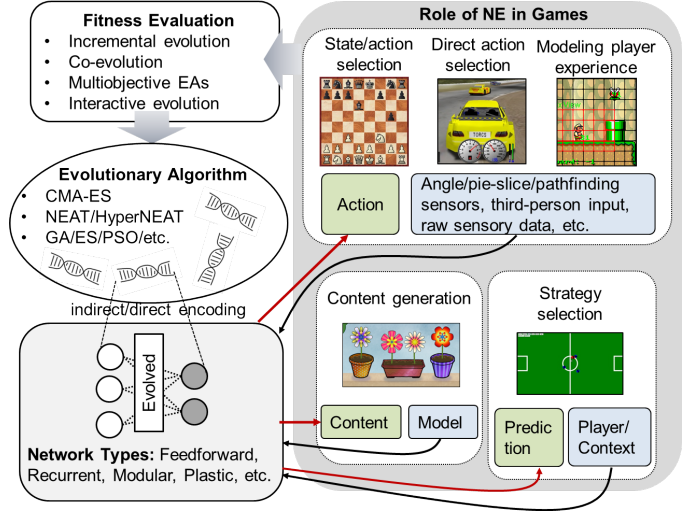 Fitness Evaluation
• Incremental evolution
• Co-evolution
• Multiobjective EAs
• Interactive evolution
Evolutionary Algorithm
• CMA-ES
• NEAT/HyperNEAT
• GA/ES/PSO/etc.
indirect/direct encoding
Evolved
Network Types: Feedforward,
Recurrent, Modular, Plastic, etc.
Role of NE in Games
State/action
selection
Direct action
selection
Modeling player
experience
TORCS
Action
Angle/pie-slice/pathfinding
sensors, third-person input,
raw sensory data, etc.
Content generation
Content
Model
Strategy
selection
Predic
tion
Player/
Context